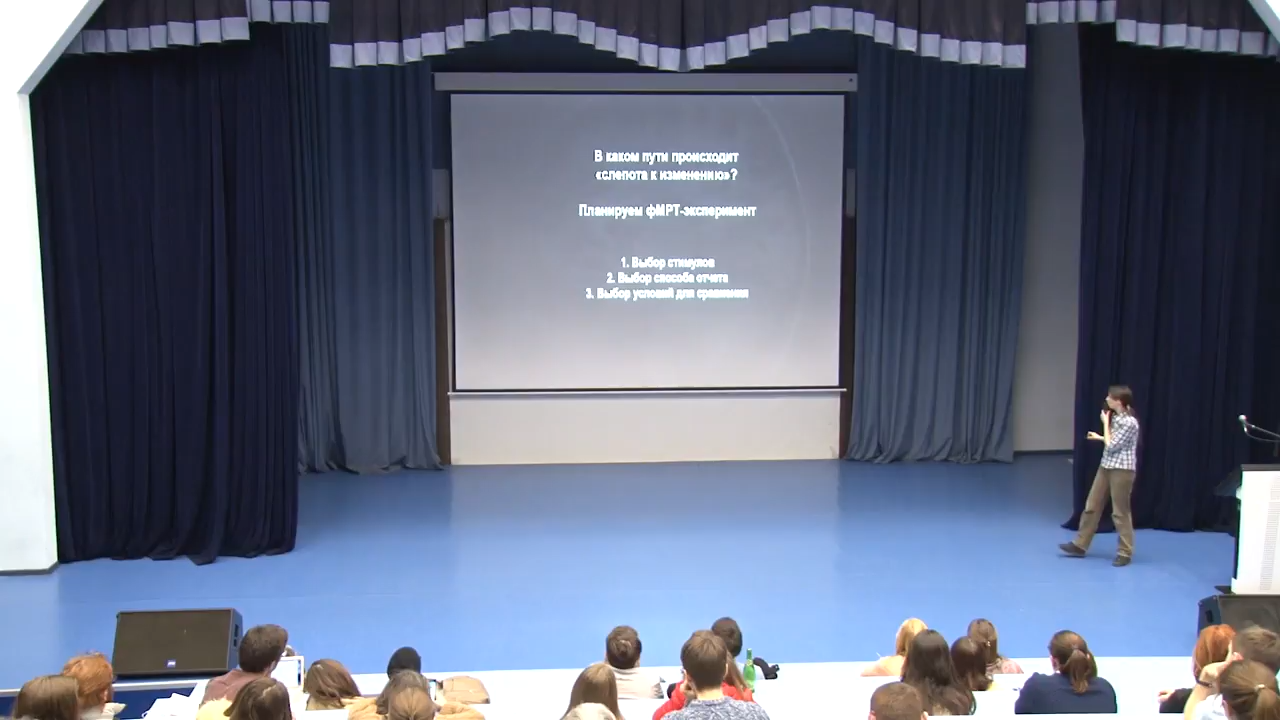 В каком пути происходит
«слепота к изменению»?
Планируем фМРТ-эксперимент
1. Выбор стимулов
2. Выбор способа отчета
3. Выбор условий для сравнения